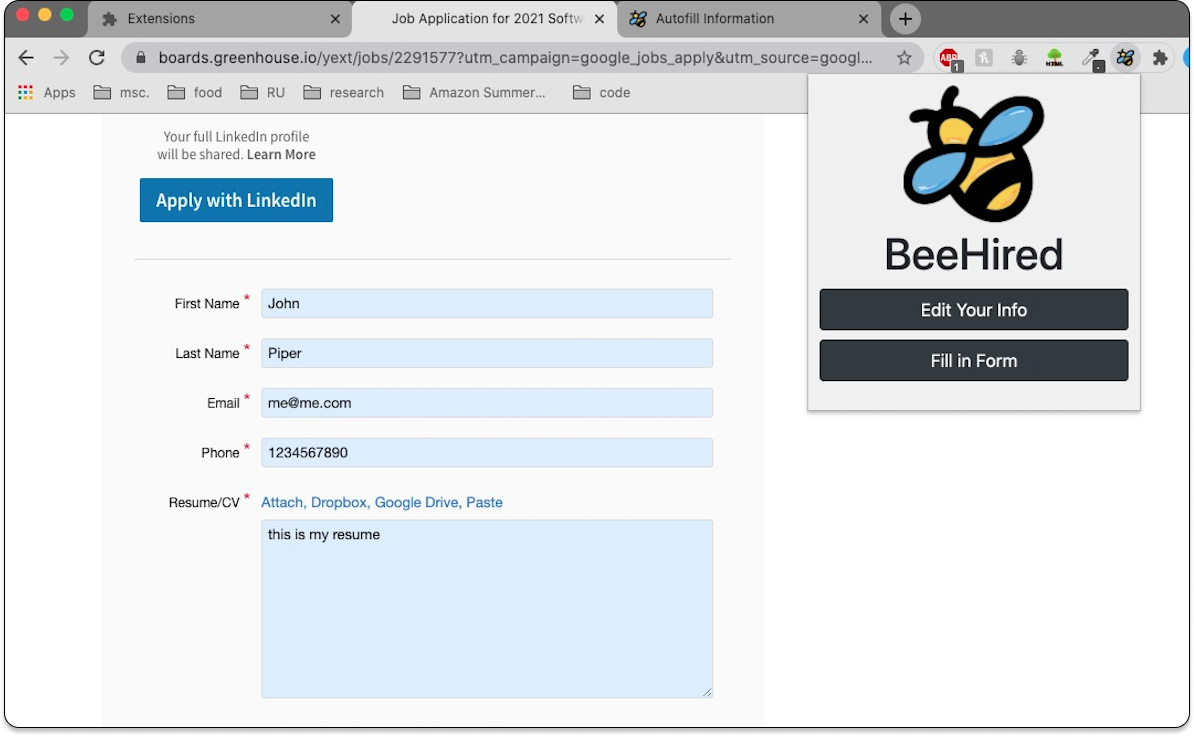 Extensions
Job Application for 2021 Softw
Autofill Information
boards.greenhouse.io/yext/jobs/2291577?utm_campaign=google_jobs_apply&utm_source=googl...
ABP
1
Apps
msc.
food
RU
research
Amazon Summer...
code
Your full LinkedIn profile
will be shared. Learn More
Apply with LinkedIn
First Name *
John
Last Name *
Piper
Email *
me@me.com
Phone *
1234567890
Resume/CV *
Attach, Dropbox, Google Drive, Paste
this is my resume
BeeHired
Edit Your Info
Fill in Form